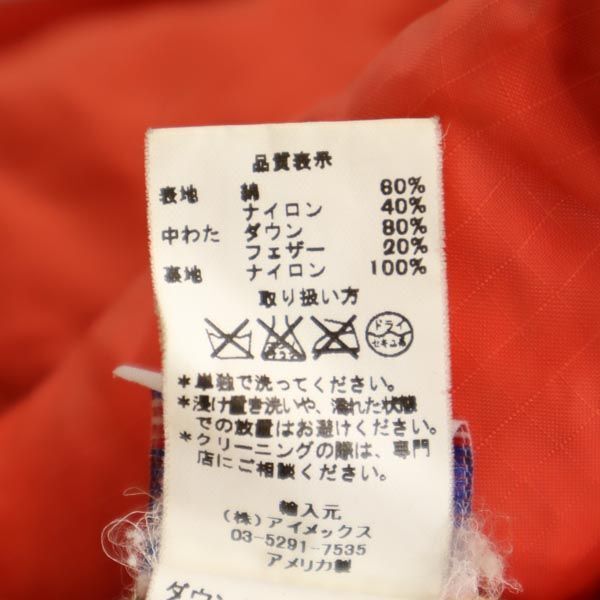 品質表示
表地 綿 60%
ナイロン 40%
中わた ダウン 80%
フェザー 20%
裏地 ナイロン 100%
取り扱い方
ドライ
セキユ系
*単独で洗ってください。
*浸け置き洗いや、濡れた状態
での放置はお避けください。
*クリーニングの際は、専門
店にご相談ください。
輸入元
(株)アイメックス
03-5291-7535
アメリカ製
ダウン